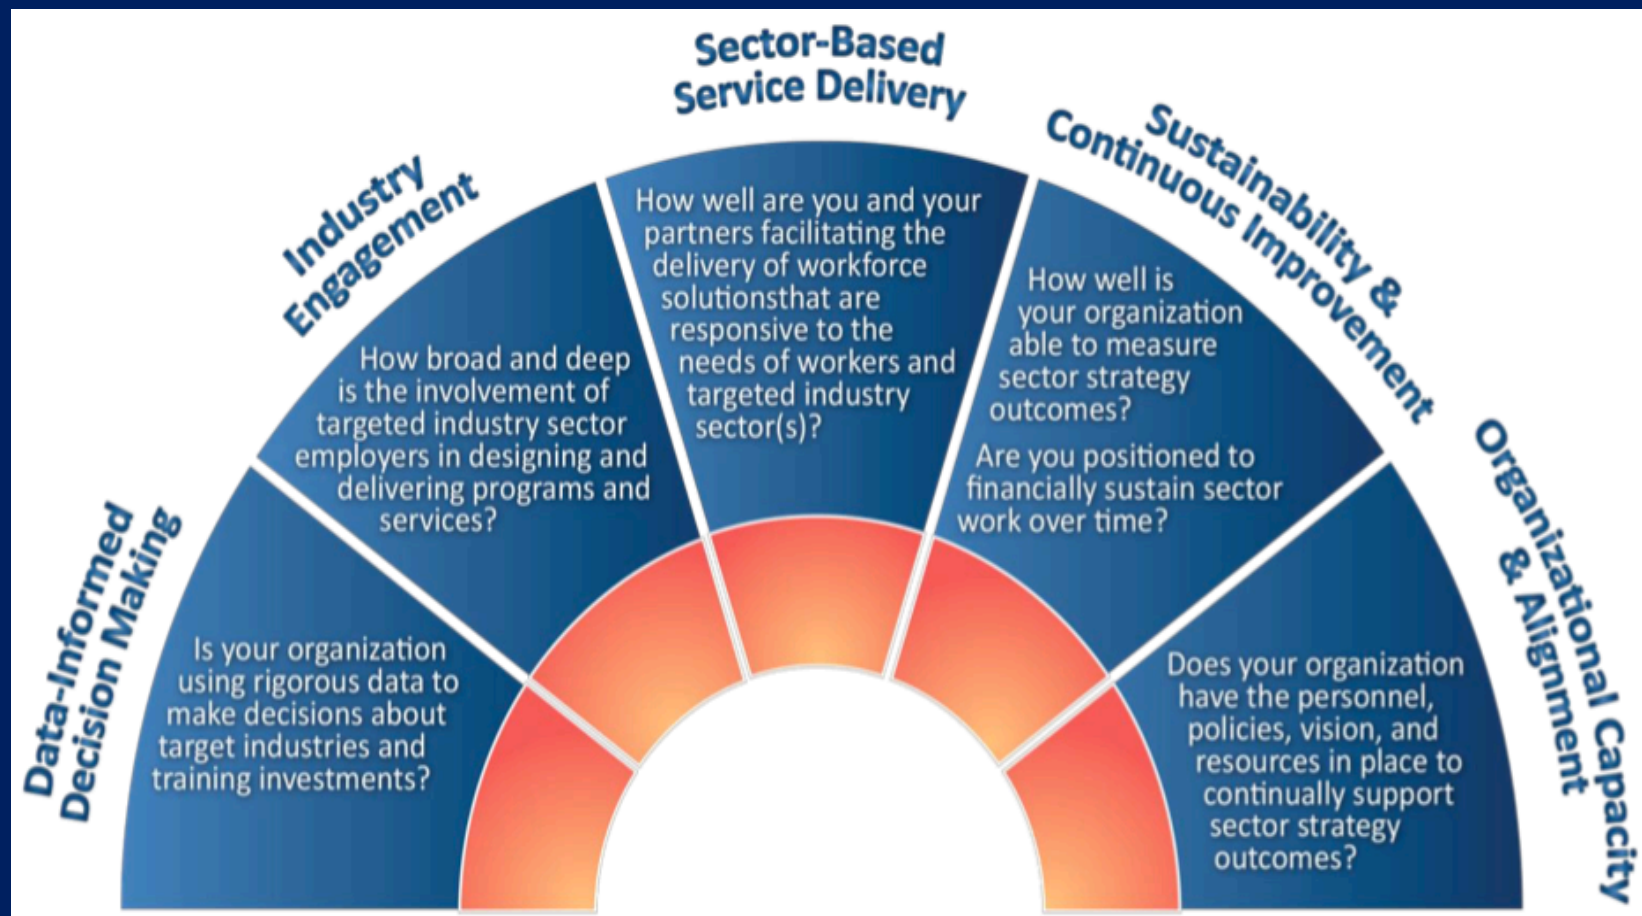 Data-Informed
Decision Making
Is your organization
using rigorous data to
make decisions about
target industries and
training investments?
Industry
Engagement
How broad and deep
is the involvement of
targeted industry sector
employers in designing and
delivering programs and
services?
Sector-Based
Service Delivery
How well are you and your
partners facilitating the
delivery of workforce
solutionsthat are
responsive to the
needs of workers and
targeted industry
sector(s)?
Sustainability &
Continuous Improvement
How well is
your organization
able to measure
sector strategy
outcomes?
Are you positioned to
financially sustain sector
work over time?
Organizational Capacity
& Alignment
Does your organization
have the personnel,
policies, vision, and
resources in place to
continually support
sector strategy
outcomes?